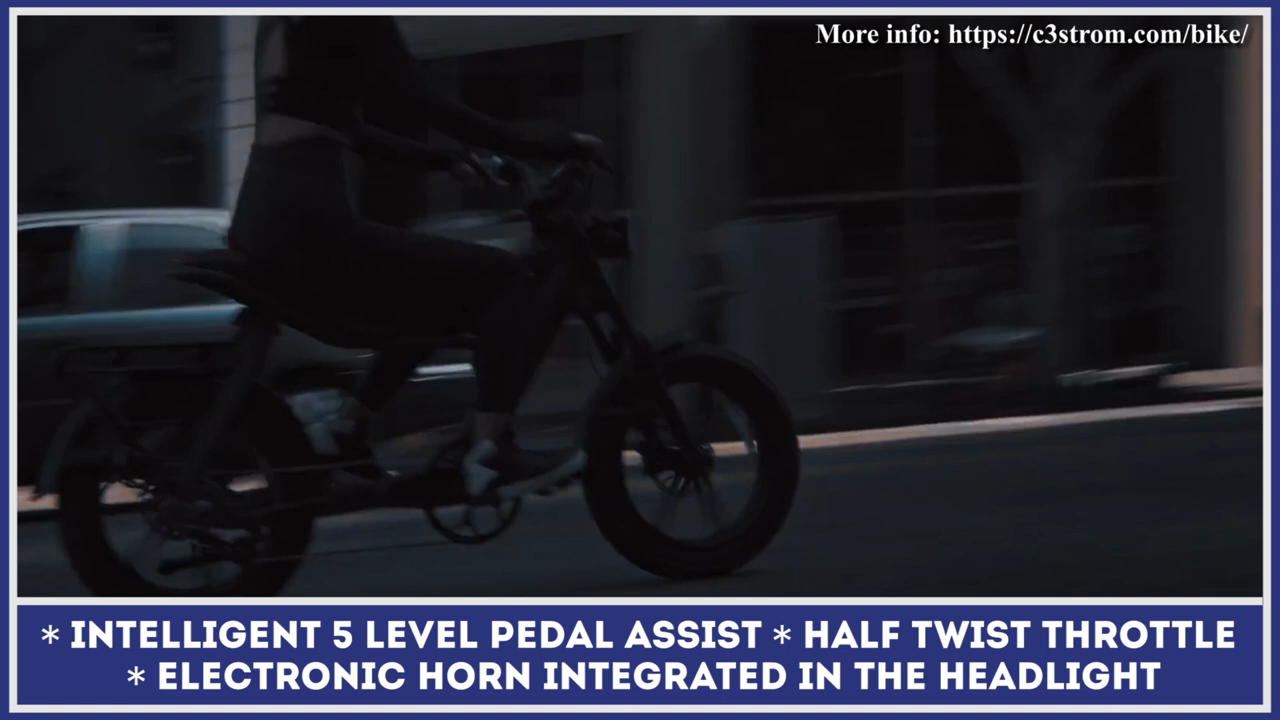 More info: https://c3strom.com/bike/
* INTELLIGENT 5 LEVEL PEDAL ASSIST * HALF TWIST THROTTLE
* ELECTRONIC HORN INTEGRATED IN THE HEADLIGHT